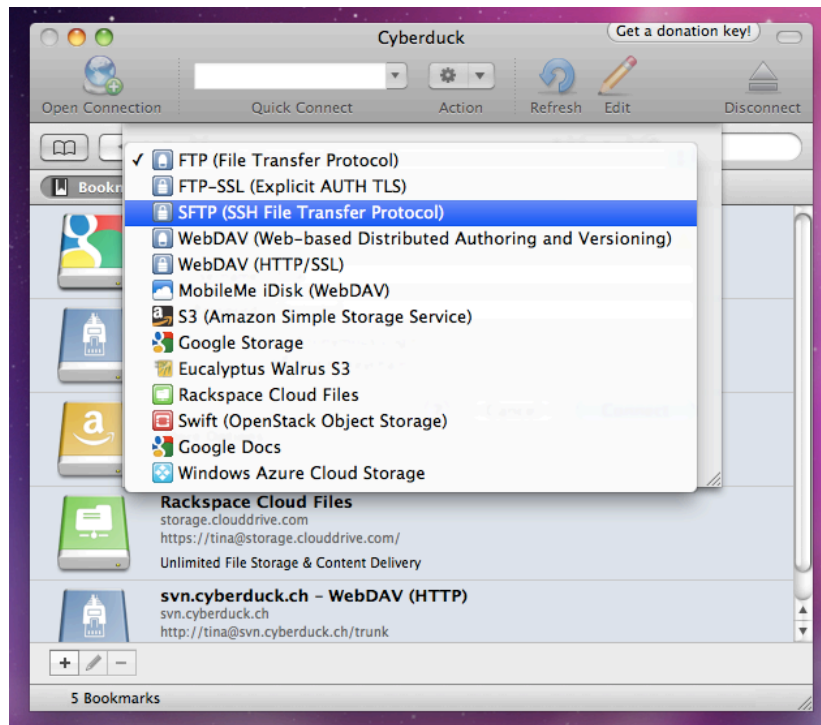 Cyberduck
Get a donation key!
Open Connection
Quick Connect
Action
Refresh
Edit
Disconnect
Bookm
FTP (File Transfer Protocol)
FTP-SSL (Explicit AUTH TLS)
SFTP (SSH File Transfer Protocol)
WebDAV (Web-based Distributed Authoring and Versioning)
WebDAV (HTTP/SSL)
MobileMe iDisk (WebDAV)
S3 (Amazon Simple Storage Service)
Google Storage
Eucalyptus Walrus S3
Rackspace Cloud Files
Swift (OpenStack Object Storage)
Google Docs
Windows Azure Cloud Storage
Rackspace Cloud Files
storage.clouddrive.com
https://tina@storage.clouddrive.com/
Unlimited File Storage & Content Delivery
svn.cyberduck.ch – WebDAV (HTTP)
svn.cyberduck.ch
http://tina@svn.cyberduck.ch/trunk
5 Bookmarks